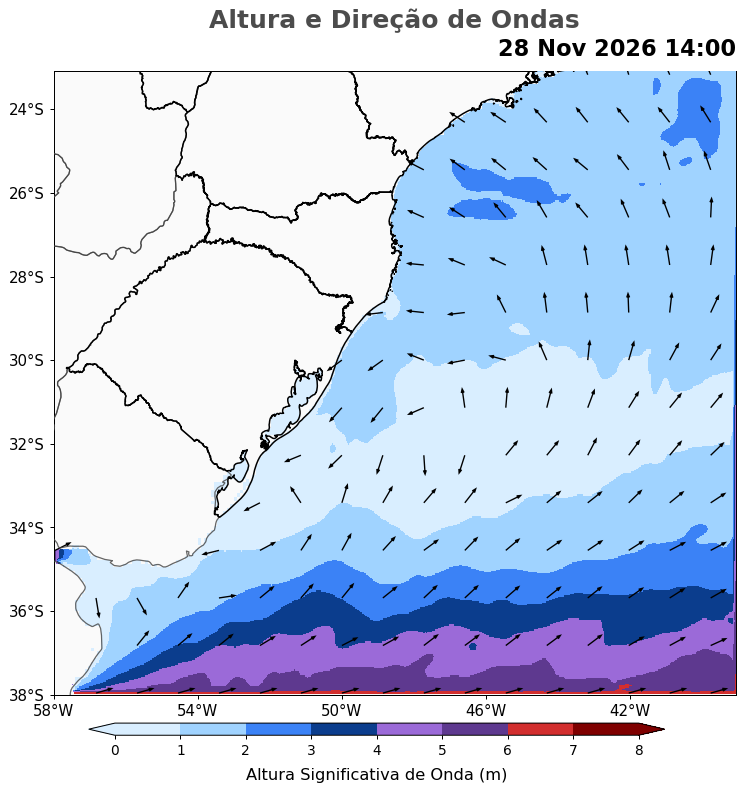 Altura e Direção de Ondas
28 Nov 2026 14:00
24°S
26°S
28°S
30°S
32°S
34°S
36°S
38°S
58°W 54°W 50°W 46°W 42°W
0 1 2 3 4 5 6 7 8
Altura Significativa de Onda (m)